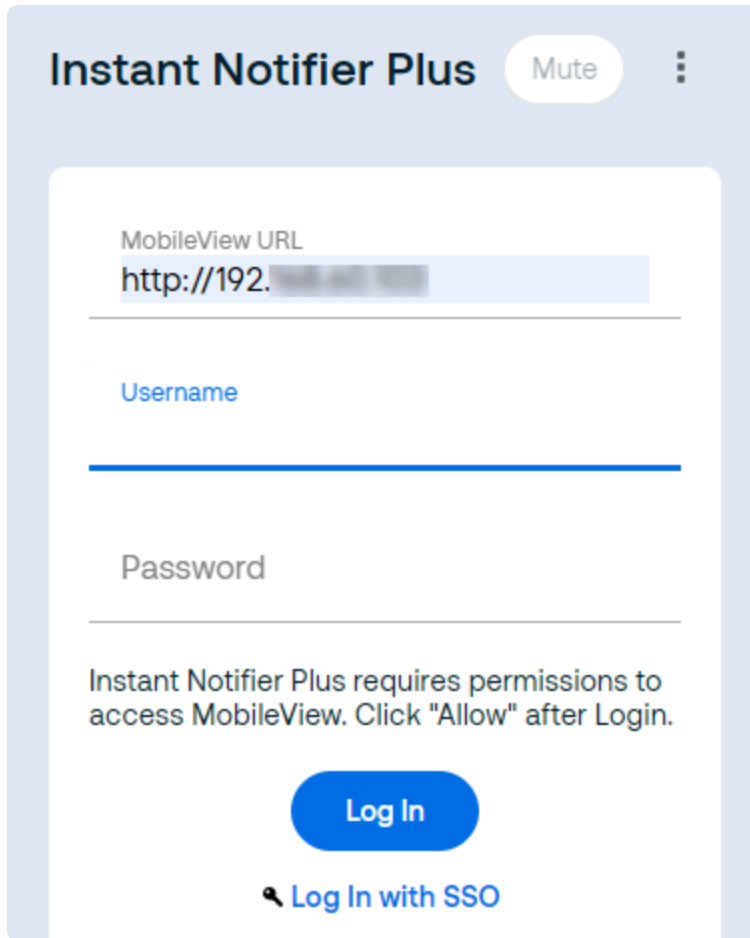 Instant Notifier Plus
Mute
MobileView URL
http://192.
Username
Password
Instant Notifier Plus requires permissions to
access MobileView. Click "Allow" after Login.
Log In
Log In with SSO